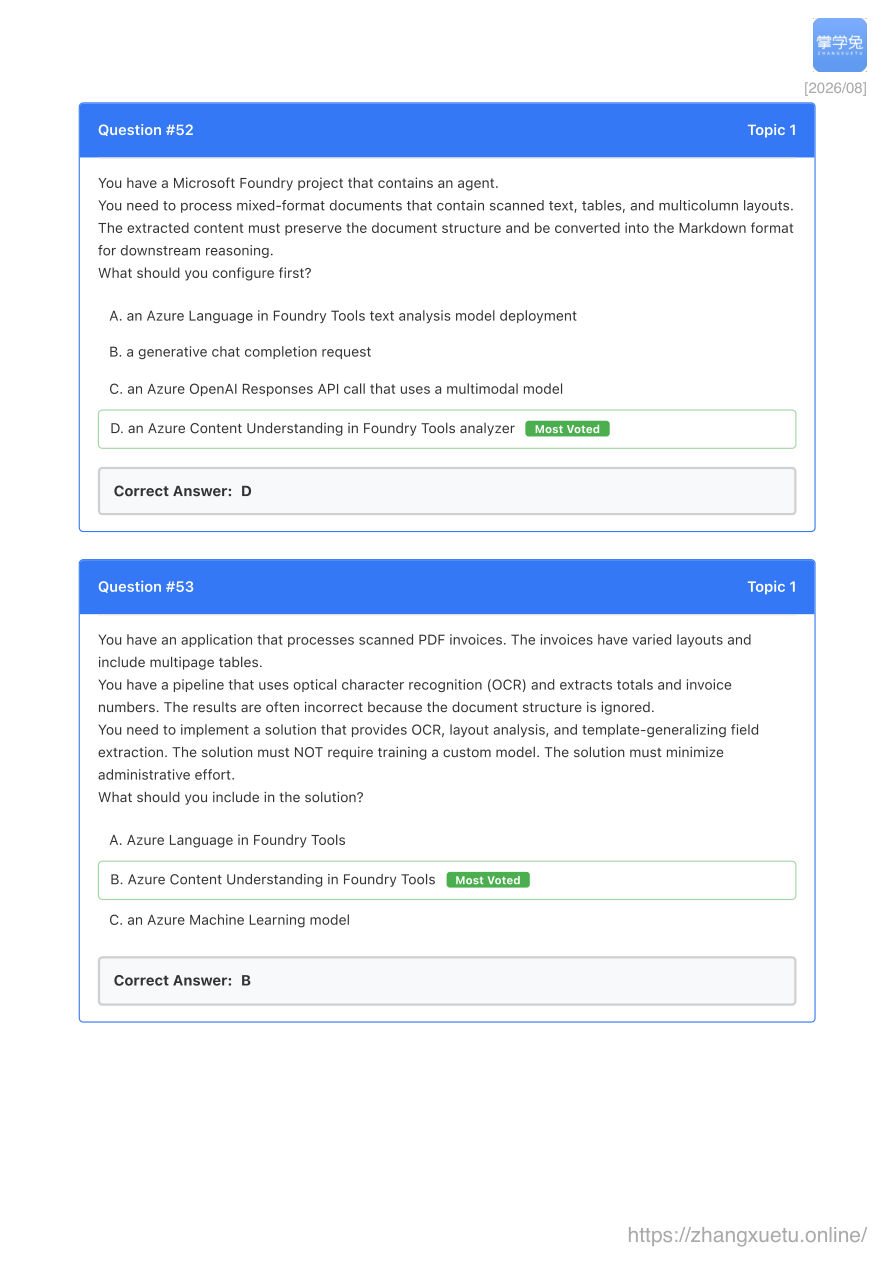 掌学兔
ZHANGXUETU
[2026/08]
Question #52
Topic 1
You have a Microsoft Foundry project that contains an agent.
You need to process mixed-format documents that contain scanned text, tables, and multicolumn layouts.
The extracted content must preserve the document structure and be converted into the Markdown format
for downstream reasoning.
What should you configure first?
A. an Azure Language in Foundry Tools text analysis model deployment
B. a generative chat completion request
C. an Azure OpenAI Responses API call that uses a multimodal model
D. an Azure Content Understanding in Foundry Tools analyzer Most Voted
Correct Answer: D
Question #53
Topic 1
You have an application that processes scanned PDF invoices. The invoices have varied layouts and
include multipage tables.
You have a pipeline that uses optical character recognition (OCR) and extracts totals and invoice
numbers. The results are often incorrect because the document structure is ignored.
You need to implement a solution that provides OCR, layout analysis, and template-generalizing field
extraction. The solution must NOT require training a custom model. The solution must minimize
administrative effort.
What should you include in the solution?
A. Azure Language in Foundry Tools
B. Azure Content Understanding in Foundry Tools Most Voted
C. an Azure Machine Learning model
Correct Answer: B
https://zhangxuetu.online/